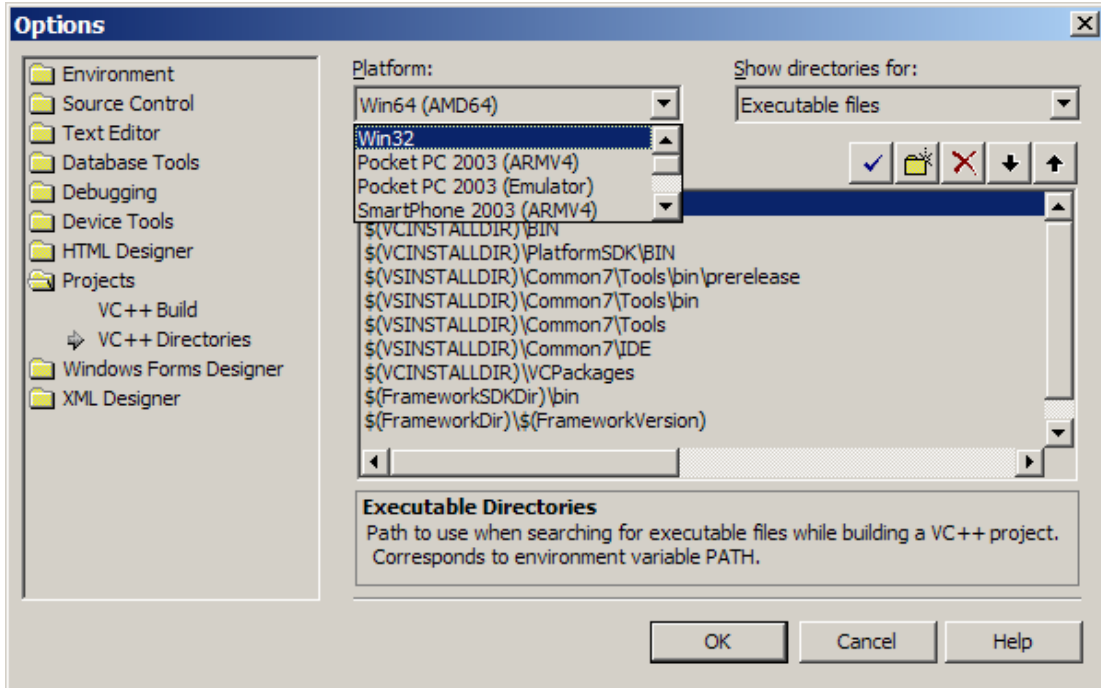 Options
Environment
Source Control
Text Editor
Database Tools
Debugging
Device Tools
HTML Designer
Projects
VC++ Build
VC++ Directories
Windows Forms Designer
XML Designer
Platform:
Win64 (AMD64)
Win32
Pocket PC 2003 (ARMV4)
Pocket PC 2003 (Emulator)
SmartPhone 2003 (ARMV4)
Show directories for:
Executable files
$(VCINSTALLDIR)\BIN
$(VCINSTALLDIR)\PlatformSDK\BIN
$(VSINSTALLDIR)\Common7\Tools\bin\prerelease
$(VSINSTALLDIR)\Common7\Tools\bin
$(VSINSTALLDIR)\Common7\Tools
$(VSINSTALLDIR)\Common7\IDE
$(VCINSTALLDIR)\VCPackages
$(FrameworkSDKDir)\bin
$(FrameworkDir)\$(FrameworkVersion)
Executable Directories
Path to use when searching for executable files while building a VC++ project.
Corresponds to environment variable PATH.
OK
Cancel
Help